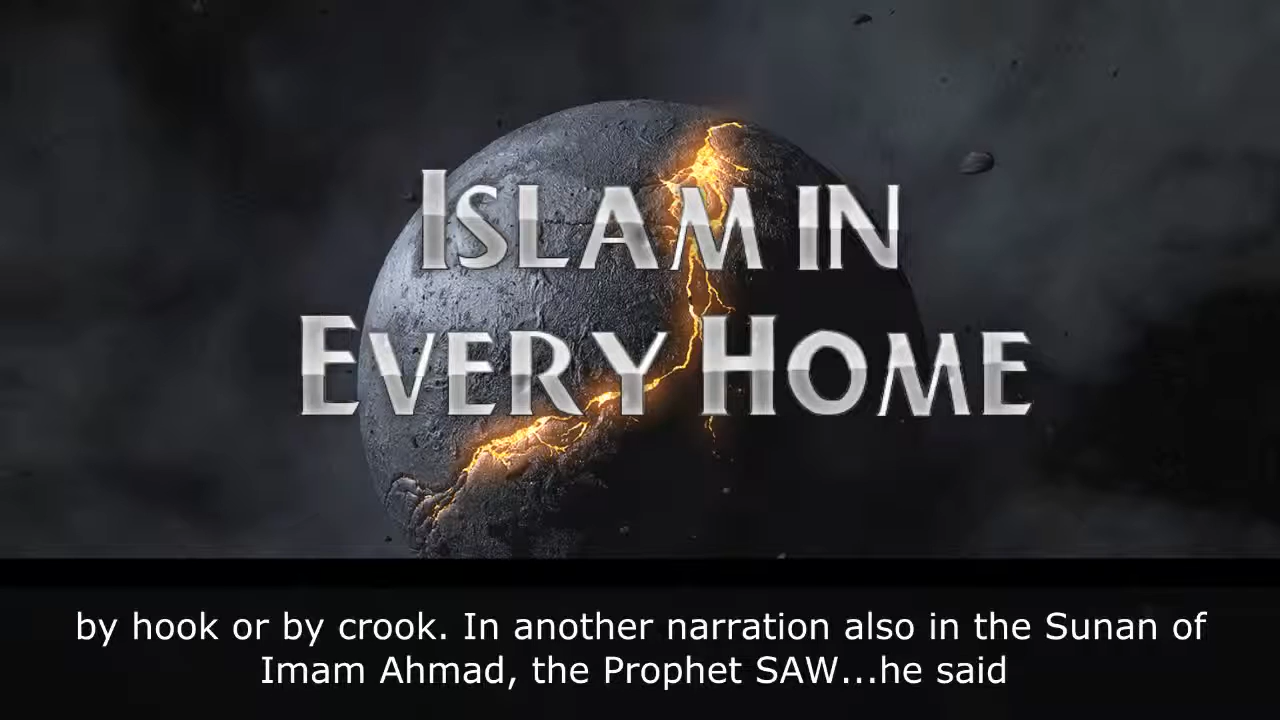 Islam in
Every Home
by hook or by crook. In another narration also in the Sunan of
Imam Ahmad, the Prophet SAW...he said